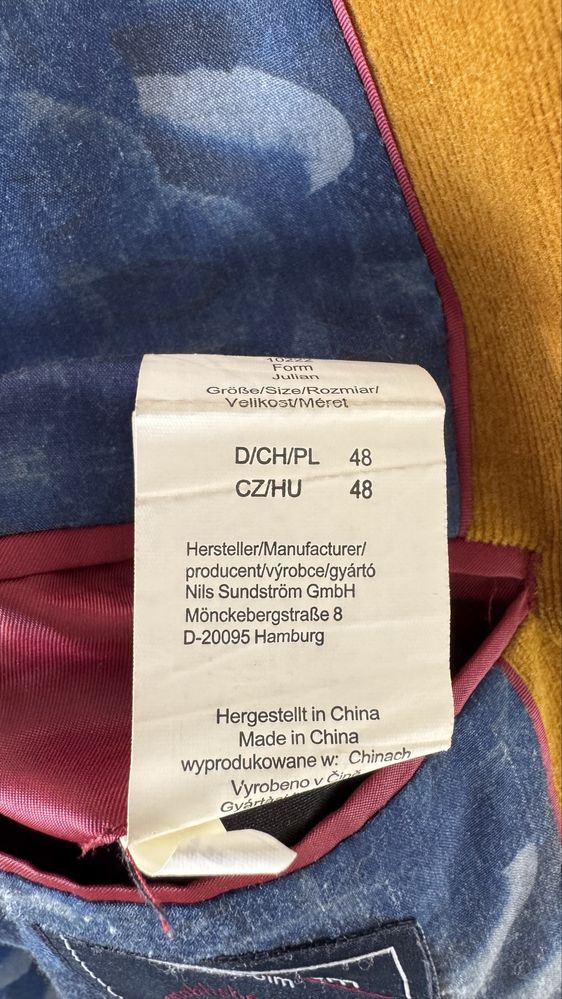 10222
Form
Julian
Größe/Size/Rozmiar/
Velikost/Méret
D/CH/PL 48
CZ/HU 48
Hersteller/Manufacturer/
producent/výrobce/gyártó
Nils Sundström GmbH
Mönckebergstraße 8
D-20095 Hamburg
Hergestellt in China
Made in China
wyprodukowane w: Chinach
Vyrobeno v Číně